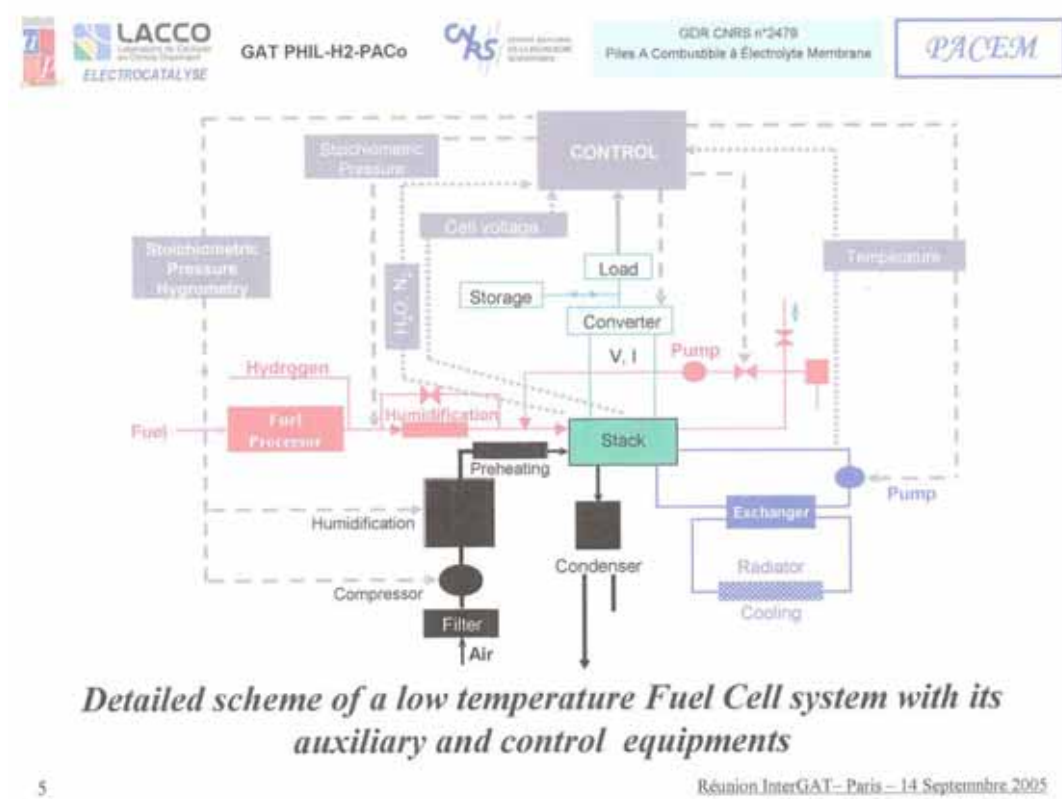 LACCO
ELECTROCATALYSE
GAT PHIL-H2-PACo
CNRS
GDR CNRS n°2479
Piles A Combustible à Électrolyte Membrane
PACEM
Stoichiometric
Pressure
CONTROL
Cell voltage
Stoichiometric
Pressure
Hygrometry
Temperature
H2O, N2
Load
Storage
Converter
V, I
Pump
Hydrogen
Humidification
Fuel
Fuel
Processor
Stack
Preheating
Pump
Exchanger
Humidification
Condenser
Radiator
Compressor
Cooling
Filter
Air
Detailed scheme of a low temperature Fuel Cell system with its
auxiliary and control equipments
5
Réunion InterGAT– Paris – 14 Septemnbre 2005